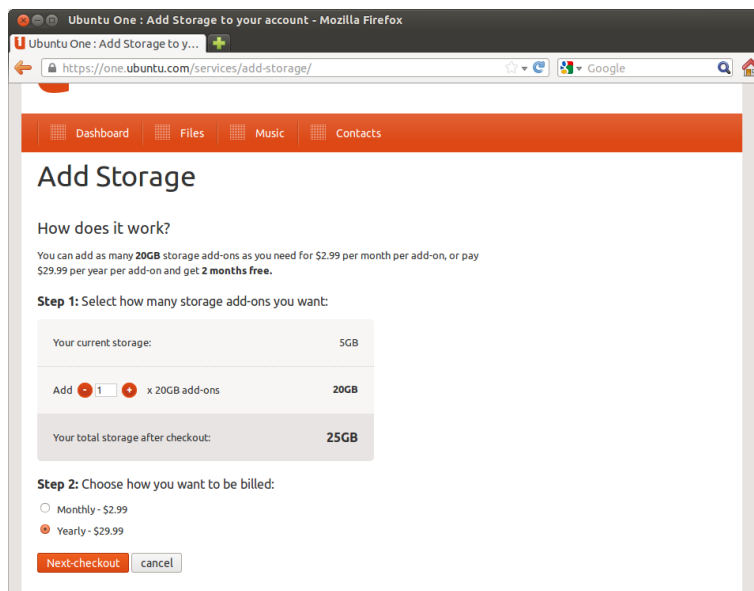 Ubuntu One : Add Storage to your account - Mozilla Firefox
Ubuntu One : Add Storage to y...
https://one.ubuntu.com/services/add-storage/
Google
Dashboard Files Music Contacts
Add Storage
How does it work?
You can add as many 20GB storage add-ons as you need for $2.99 per month per add-on, or pay
$29.99 per year per add-on and get 2 months free.
Step 1: Select how many storage add-ons you want:
Your current storage: 5GB
Add - 1 + x 20GB add-ons 20GB
Your total storage after checkout: 25GB
Step 2: Choose how you want to be billed:
Monthly - $2.99
Yearly - $29.99
Next-checkout cancel